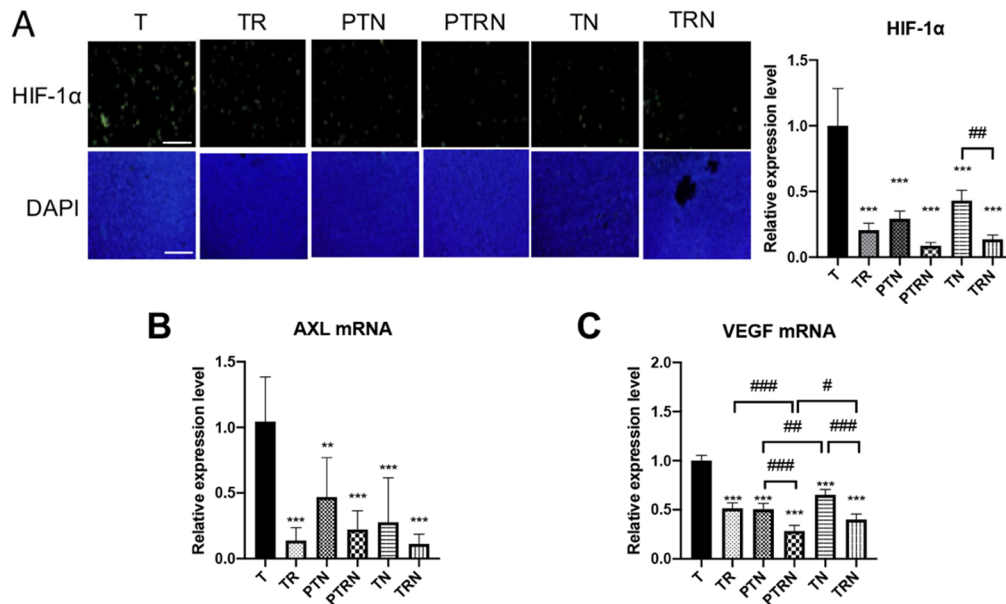 A
T TR PTN PTRN TN TRN
HIF-1α
DAPI
HIF-1α
Relative expression level
1.5
1.0
0.5
0.0
##
*** *** *** *** ***
T TR PTN PTRN TN TRN
B
AXL mRNA
Relative expression level
1.5
1.0
0.5
0.0
*** ** *** *** ***
T TR PTN PTRN TN TRN
C
VEGF mRNA
Relative expression level
2.0
1.5
1.0
0.5
0.0
### #
## ###
###
*** *** *** *** ***
T TR PTN PTRN TN TRN